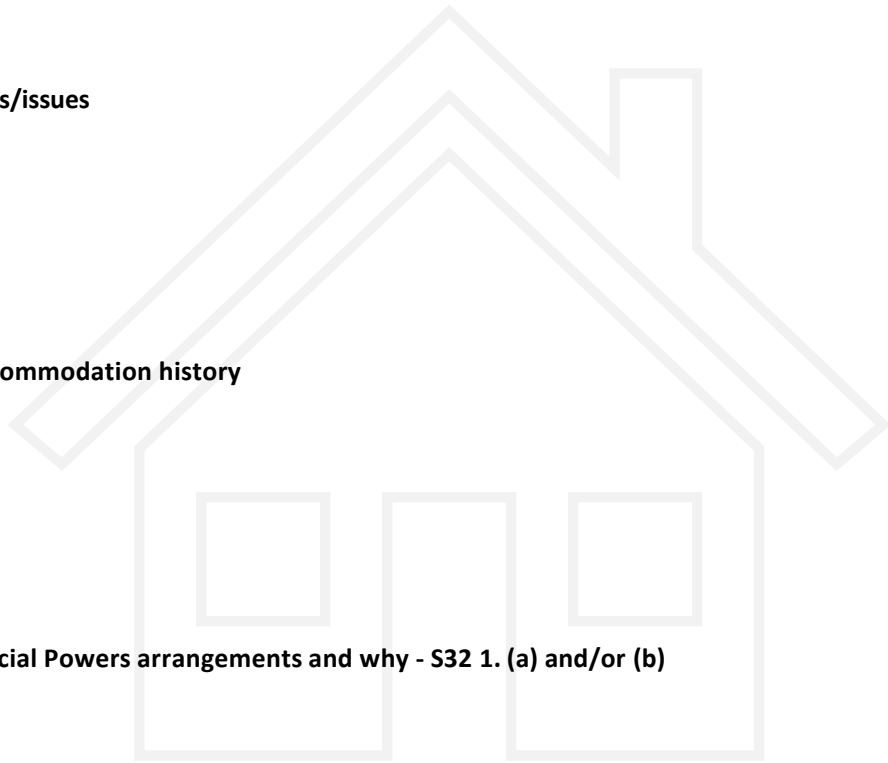 s/issues
ommodation history
cial Powers arrangements and why - S32 1. (a) and/or (b)